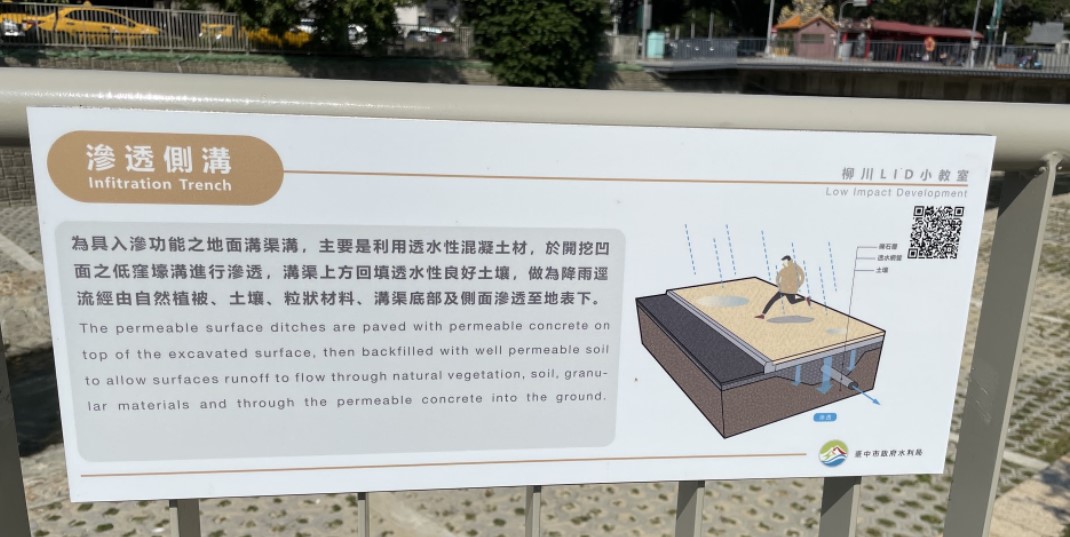 滲透側溝
Infitration Trench
柳川LID小教室
Low Impact Development
為具入滲功能之地面溝渠溝，主要是利用透水性混凝土材，於開挖凹
面之低窪壕溝進行滲透，溝渠上方回填透水性良好土壤，做為降雨逕
流經由自然植被、土壤、粒狀材料、溝渠底部及側面滲透至地表下。
The permeable surface ditches are paved with permeable concrete on
top of the excavated surface, then backfilled with well permeable soil
to allow surfaces runoff to flow through natural vegetation, soil, granu-
lar materials and through the permeable concrete into the ground.
土壤
臺中市政府水利局